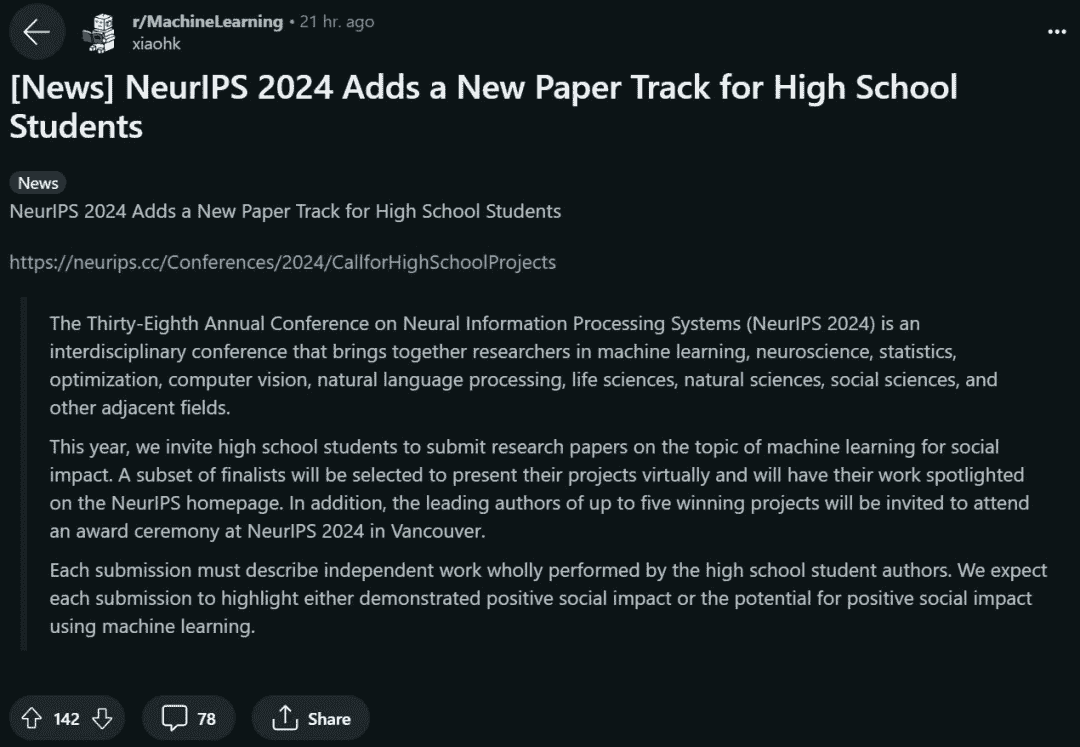 r/MachineLearning • 21 hr. ago
xiaohk
[News] NeurIPS 2024 Adds a New Paper Track for High School
Students
News
NeurIPS 2024 Adds a New Paper Track for High School Students
https://neurips.cc/Conferences/2024/CallforHighSchoolProjects
The Thirty-Eighth Annual Conference on Neural Information Processing Systems (NeurIPS 2024) is an
interdisciplinary conference that brings together researchers in machine learning, neuroscience, statistics,
optimization, computer vision, natural language processing, life sciences, natural sciences, social sciences, and
other adjacent fields.
This year, we invite high school students to submit research papers on the topic of machine learning for social
impact. A subset of finalists will be selected to present their projects virtually and will have their work spotlighted
on the NeurIPS homepage. In addition, the leading authors of up to five winning projects will be invited to attend
an award ceremony at NeurIPS 2024 in Vancouver.
Each submission must describe independent work wholly performed by the high school student authors. We expect
each submission to highlight either demonstrated positive social impact or the potential for positive social impact
using machine learning.
142 78 Share